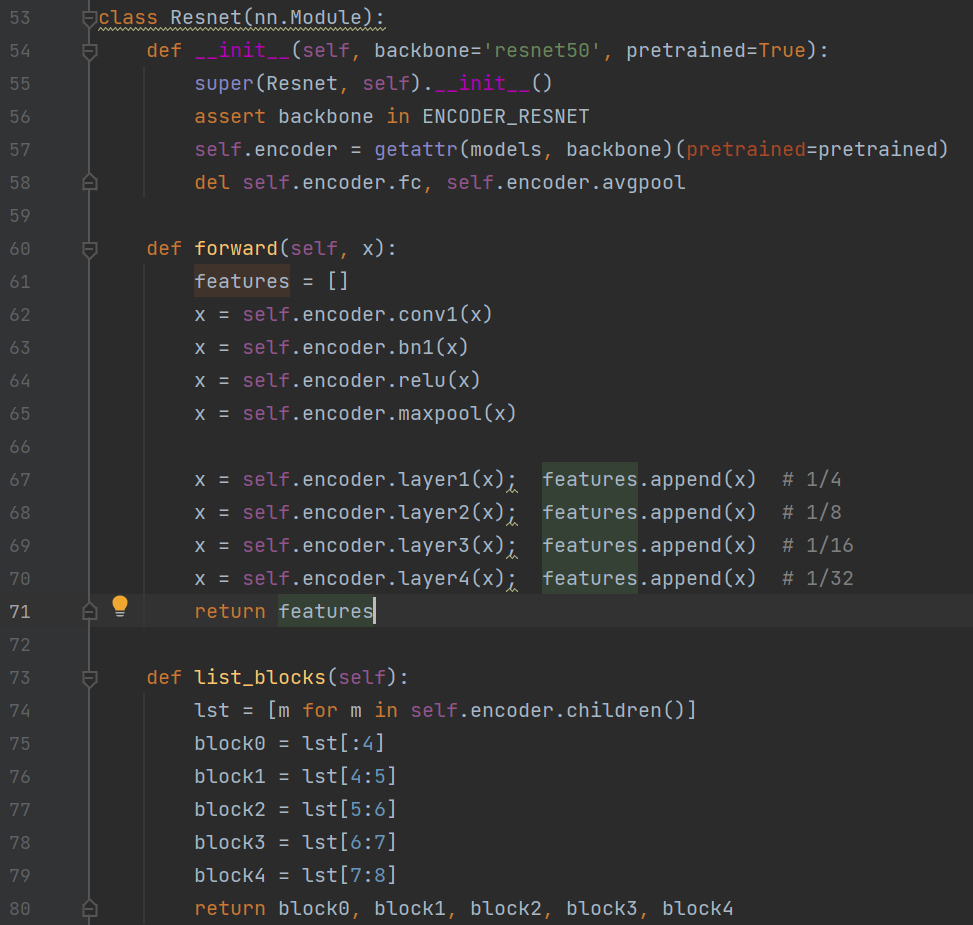 53 class Resnet(nn.Module):
54     def __init__(self, backbone='resnet50', pretrained=True):
55         super(Resnet, self).__init__()
56         assert backbone in ENCODER_RESNET
57         self.encoder = getattr(models, backbone)(pretrained=pretrained)
58         del self.encoder.fc, self.encoder.avgpool
59
60     def forward(self, x):
61         features = []
62         x = self.encoder.conv1(x)
63         x = self.encoder.bn1(x)
64         x = self.encoder.relu(x)
65         x = self.encoder.maxpool(x)
66
67         x = self.encoder.layer1(x);  features.append(x)  # 1/4
68         x = self.encoder.layer2(x);  features.append(x)  # 1/8
69         x = self.encoder.layer3(x);  features.append(x)  # 1/16
70         x = self.encoder.layer4(x);  features.append(x)  # 1/32
71         return features
72
73     def list_blocks(self):
74         lst = [m for m in self.encoder.children()]
75         block0 = lst[:4]
76         block1 = lst[4:5]
77         block2 = lst[5:6]
78         block3 = lst[6:7]
79         block4 = lst[7:8]
80         return block0, block1, block2, block3, block4